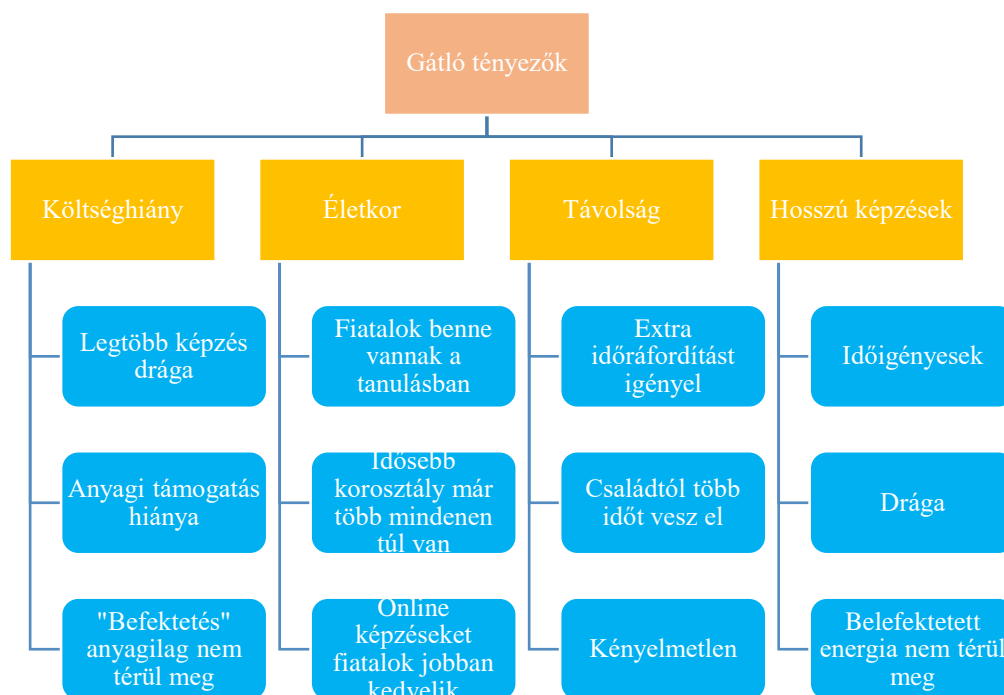 Gátló tényezők
Költséghiány
Életkor
Távolság
Hosszú képzések
Legtöbb képzés
drága
Fiatalok benne
vannak a
tanulásban
Extra
időráfordítást
igényel
Időigényesek
Anyagi támogatás
hiánya
Idősebb
korosztály már
több mindenen
túl van
Családtól több
időt vesz el
Drága
"Befektetés"
anyagilag nem
térül meg
Online
képzéseket
fiatalok jobban
kedvelik
Kényelmetlen
Belefektetett
energia nem térül
meg